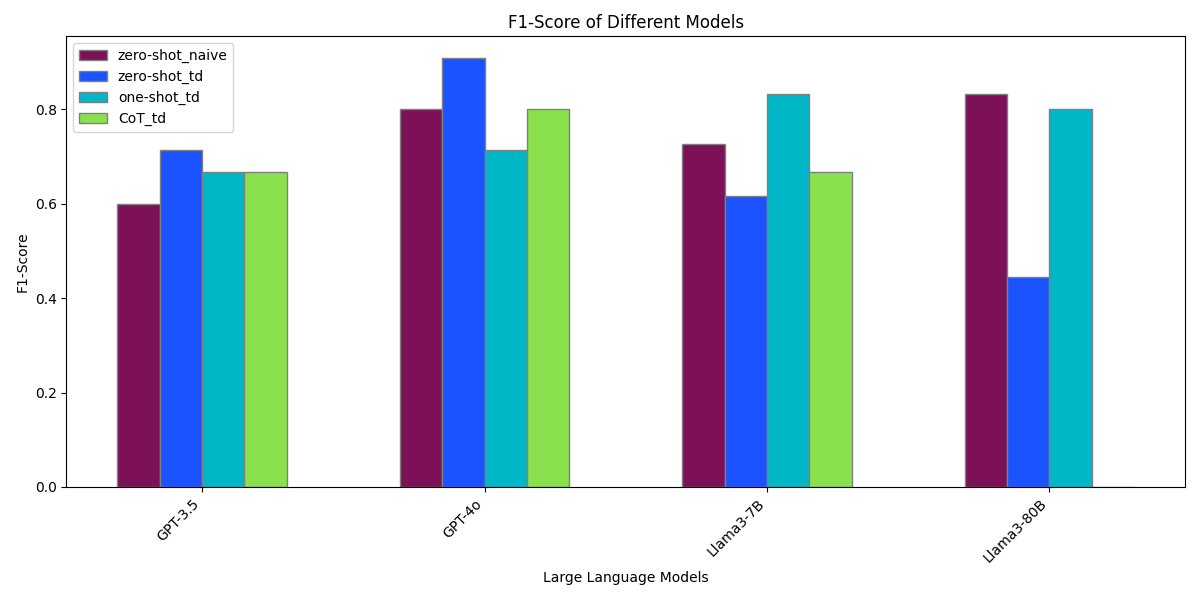 F1-Score of Different Models
zero-shot_naive
zero-shot_td
one-shot_td
CoT_td
F1-Score
0.8
0.6
0.4
0.2
0.0
GPT-3.5
GPT-4o
Llama3-7B
Llama3-80B
Large Language Models